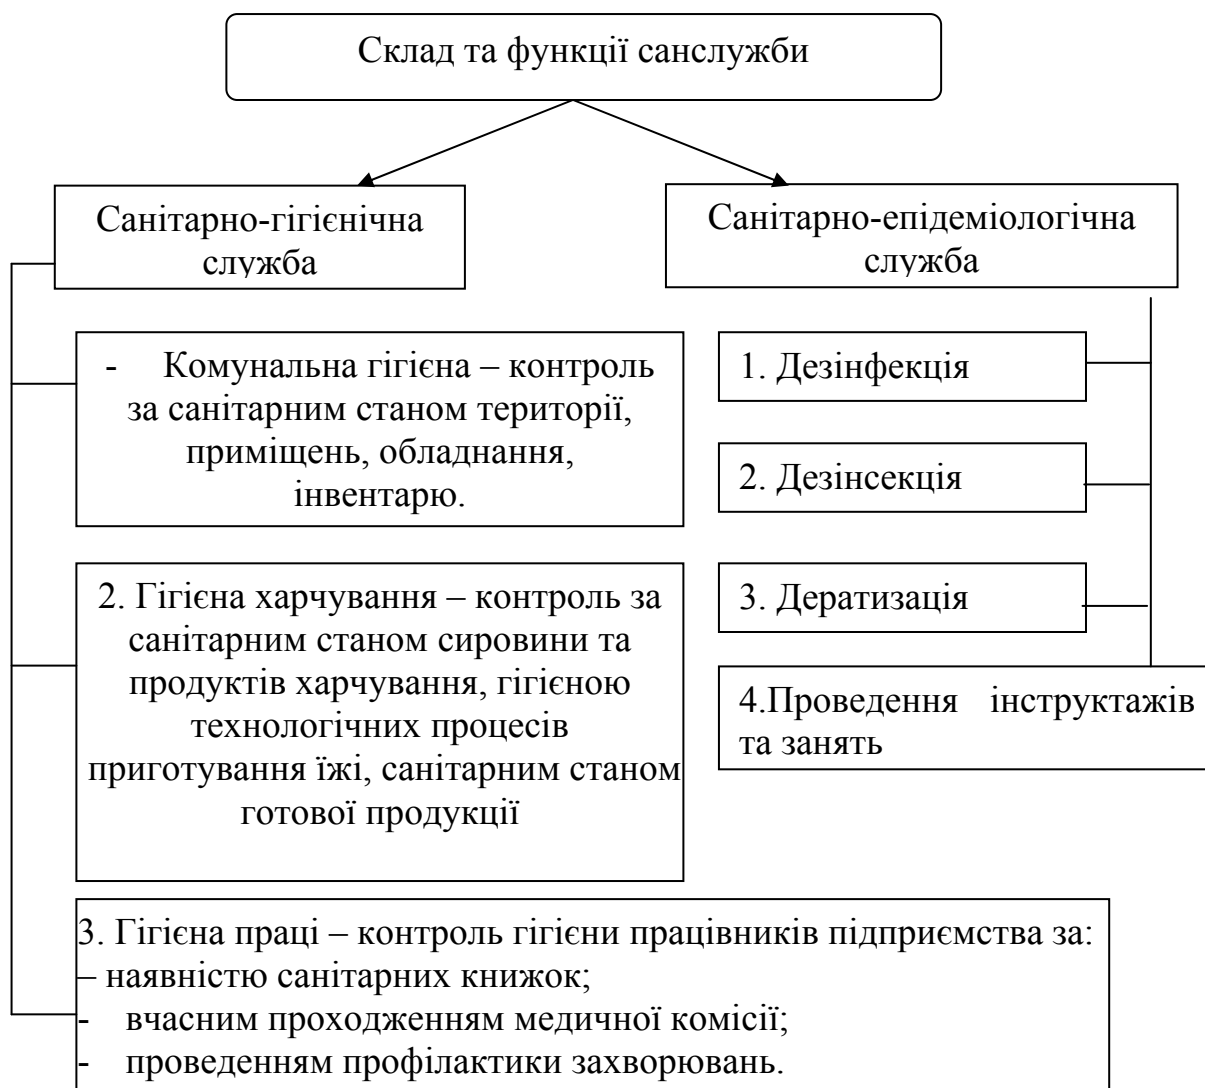 Склад та функції санслужби
Санітарно-гігієнічна
служба
Санітарно-епідеміологічна
служба
- Комунальна гігієна – контроль
за санітарним станом території,
приміщень, обладнання,
інвентарю.
2. Гігієна харчування – контроль за
санітарним станом сировини та
продуктів харчування, гігієною
технологічних процесів
приготування їжі, санітарним станом
готової продукції
3. Гігієна праці – контроль гігієни працівників підприємства за:
– наявністю санітарних книжок;
- вчасним проходженням медичної комісії;
- проведенням профілактики захворювань.
1. Дезінфекція
2. Дезінсекція
3. Дератизація
4.Проведення інструктажів
та занять